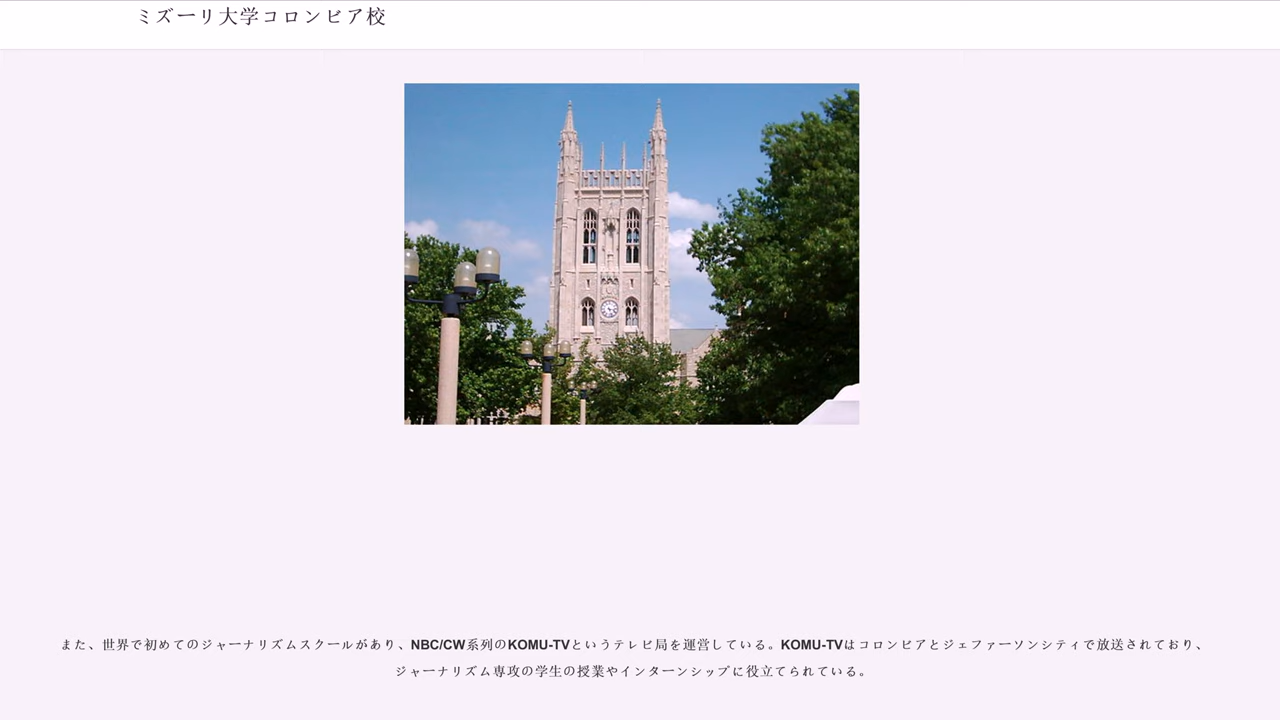 ミズーリ大学コロンビア校
また、世界で初めてのジャーナリズムスクールがあり、NBC/CW系列のKOMU-TVというテレビ局を運営している。KOMU-TVはコロンビアとジェファーソンシティで放送されており、
ジャーナリズム専攻の学生の授業やインターンシップに役立てられている。